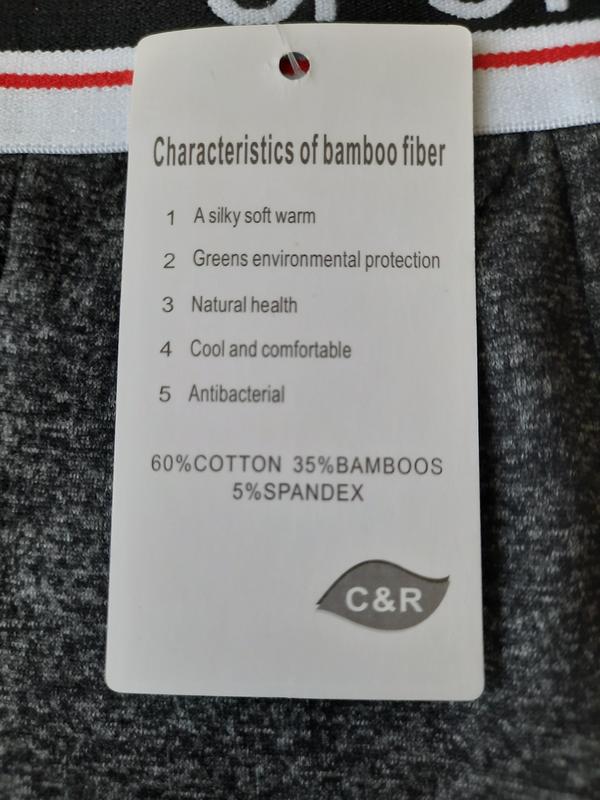 Characteristics of bamboo fiber
1 A silky soft warm
2 Greens environmental protection
3 Natural health
4 Cool and comfortable
5 Antibacterial
60%COTTON 35%BAMBOOS
5%SPANDEX
C&R